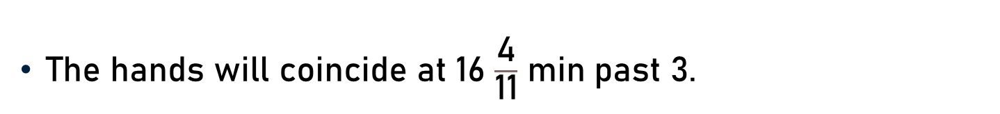 • The hands will coincide at 16 4/11 min past 3.